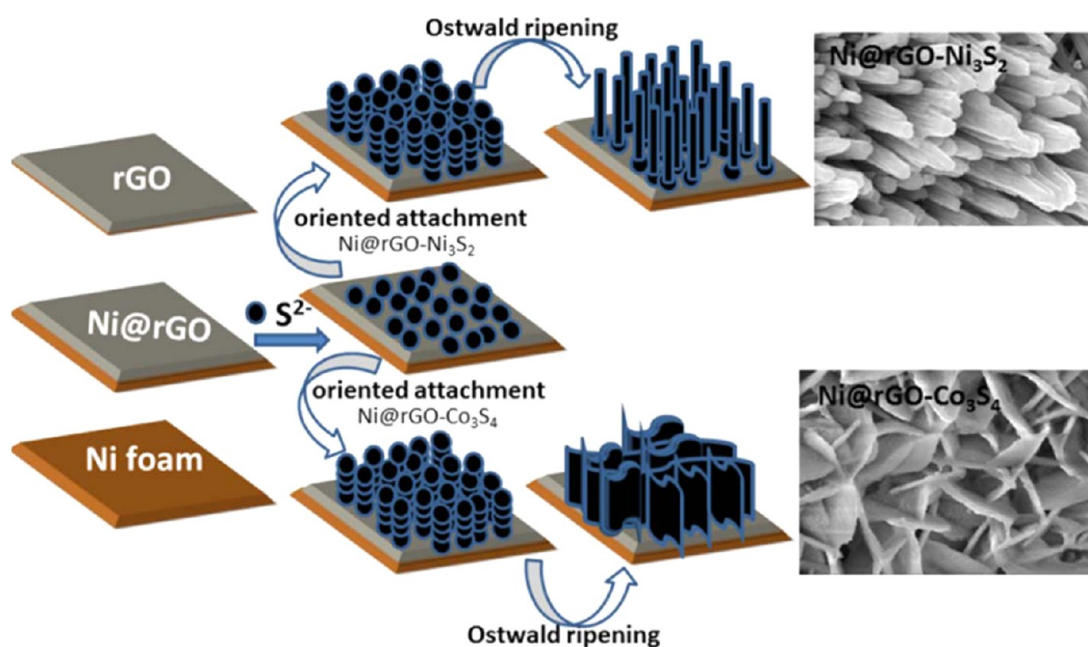 Ostwald ripening
Ni@rGO-Ni₃S₂
rGO
oriented attachment
Ni@rGO-Ni₃S₂
Ni@rGO
S²⁻
oriented attachment
Ni@rGO-Co₃S₄
Ni@rGO-Co₃S₄
Ni foam
Ostwald ripening